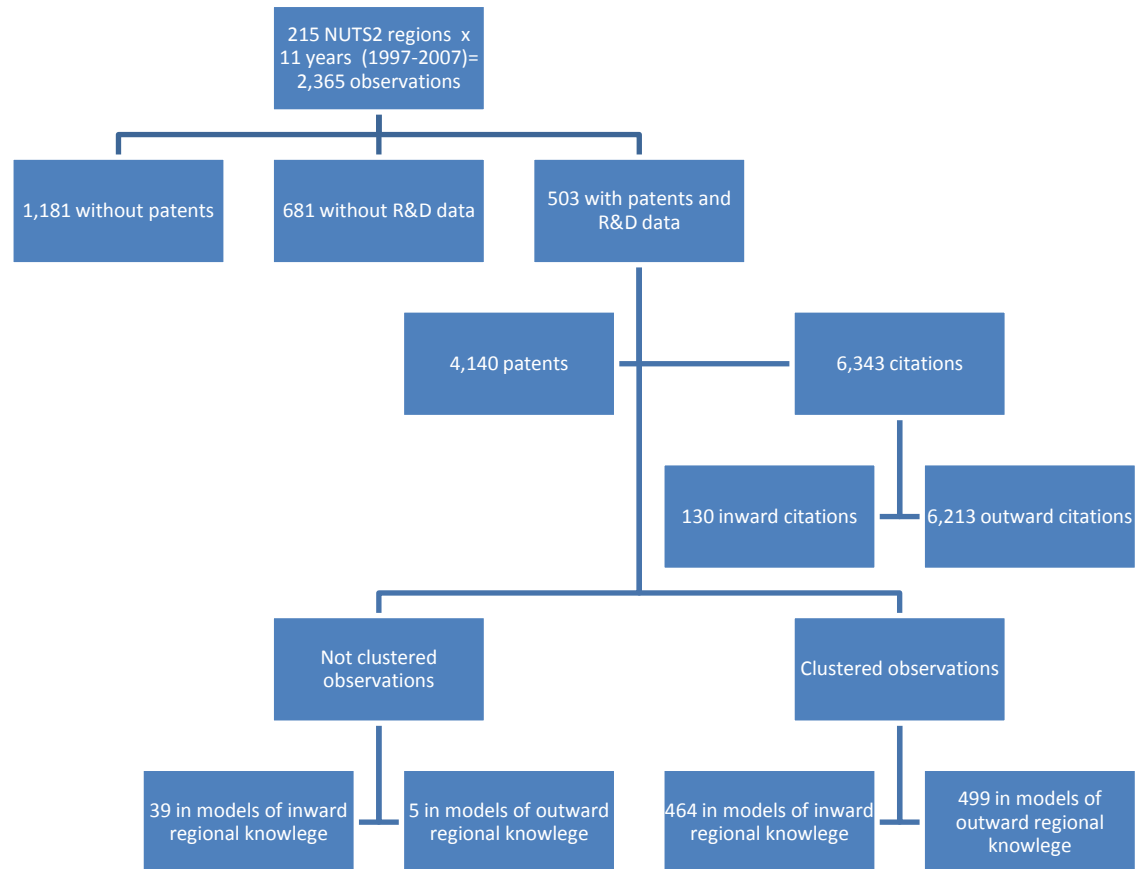 215 NUTS2 regions x
11 years (1997-2007)=
2,365 observations
1,181 without patents
681 without R&D data
503 with patents and
R&D data
4,140 patents
6,343 citations
130 inward citations
6,213 outward citations
Not clustered
observations
Clustered observations
39 in models of inward
regional knowlege
5 in models of outward
regional knowlege
464 in models of inward
regional knowlege
499 in models of
outward regional
knowlege